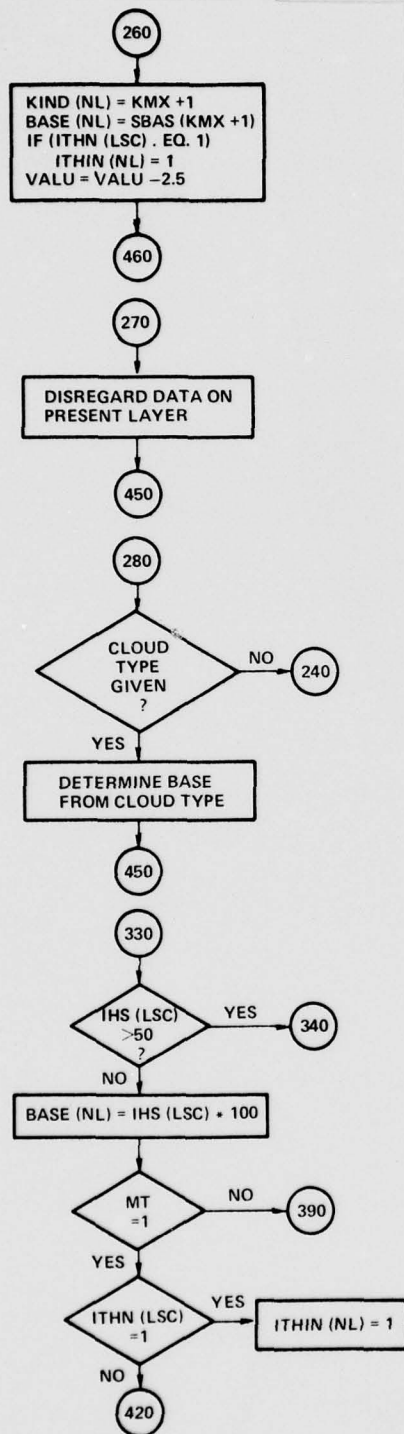 260
KIND (NL) = KMX +1
BASE (NL) = SBAS (KMX +1)
IF (ITHN (LSC) . EQ. 1)
ITHIN (NL) = 1
VALU = VALU -2.5
460
270
DISREGARD DATA ON
PRESENT LAYER
450
280
CLOUD
TYPE
GIVEN
?
NO
240
YES
DETERMINE BASE
FROM CLOUD TYPE
450
330
IHS (LSC)
>50
?
YES
340
NO
BASE (NL) = IHS (LSC) * 100
MT
=1
NO
390
YES
ITHN (LSC)
=1
YES
ITHIN (NL) = 1
NO
420